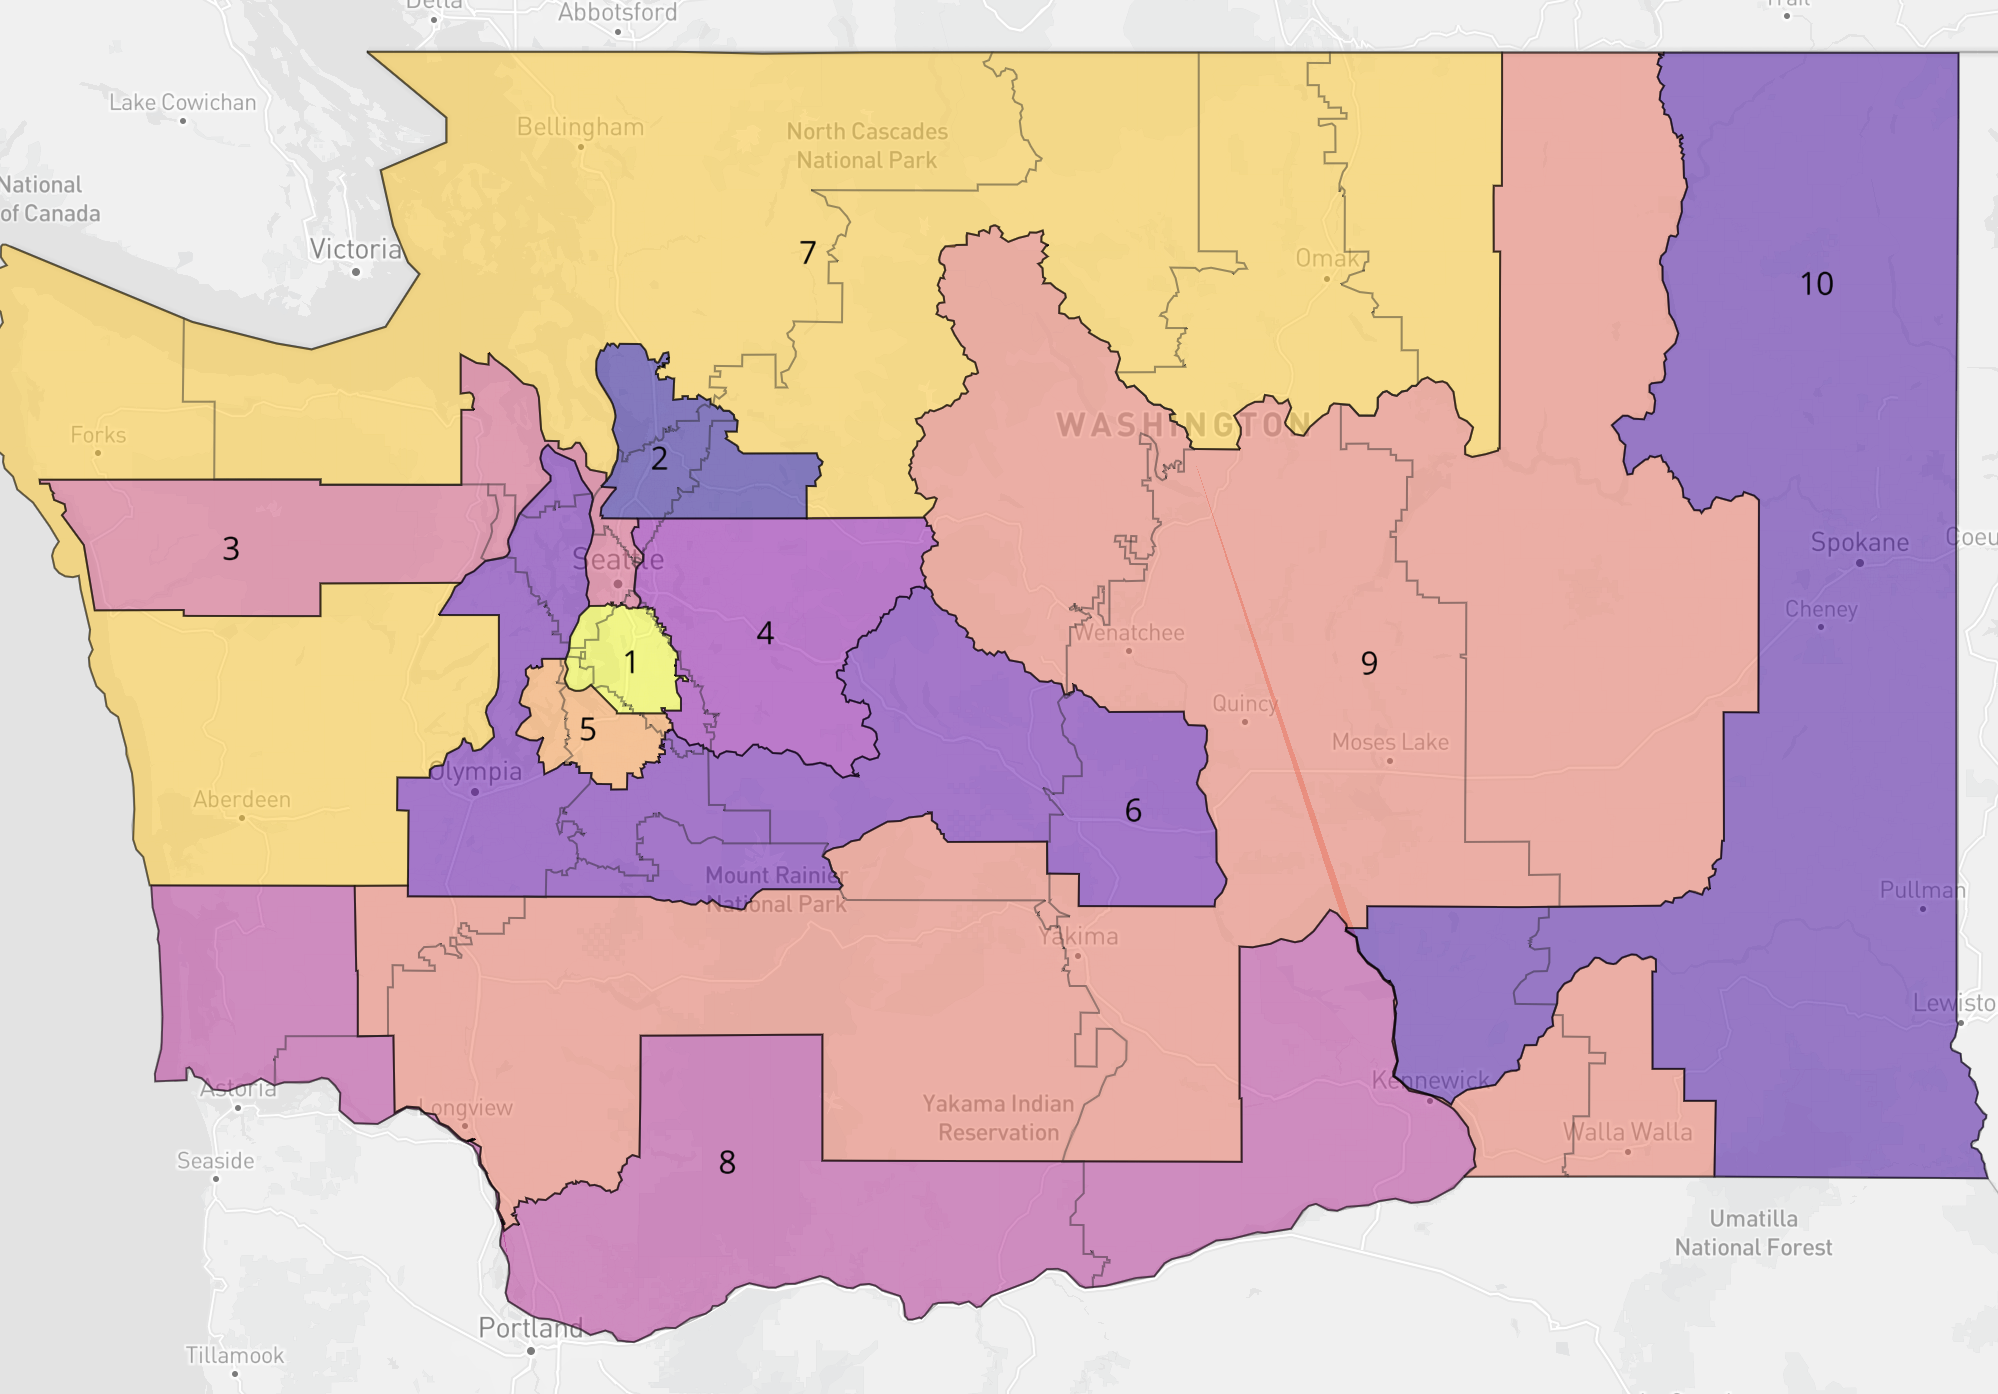 Delta
Abbotsford
Trail
Lake Cowichan
Bellingham
North Cascades
National Park
National
of Canada
Victoria
7
Omak
10
WASHINGTON
Forks
2
3
Seattle
Spokane
Coeu
Cheney
4
Wenatchee
1
9
Quincy
5
Moses Lake
Olympia
Aberdeen
6
Mount Rainier
National Park
Pullman
Yakima
Lewisto
Kennewick
Astoria
Longview
Yakama Indian
Reservation
Walla Walla
Seaside
8
Umatilla
National Forest
Portland
Tillamook